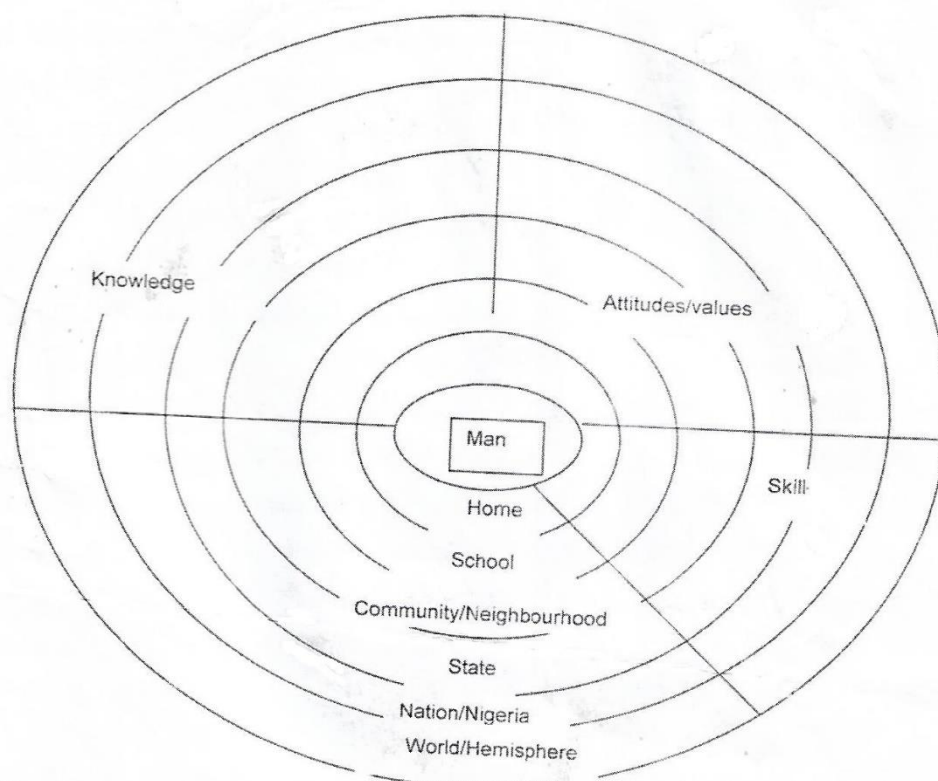 Knowledge
Attitudes/values
Man
Skill
Home
School
Community/Neighbourhood
State
Nation/Nigeria
World/Hemisphere